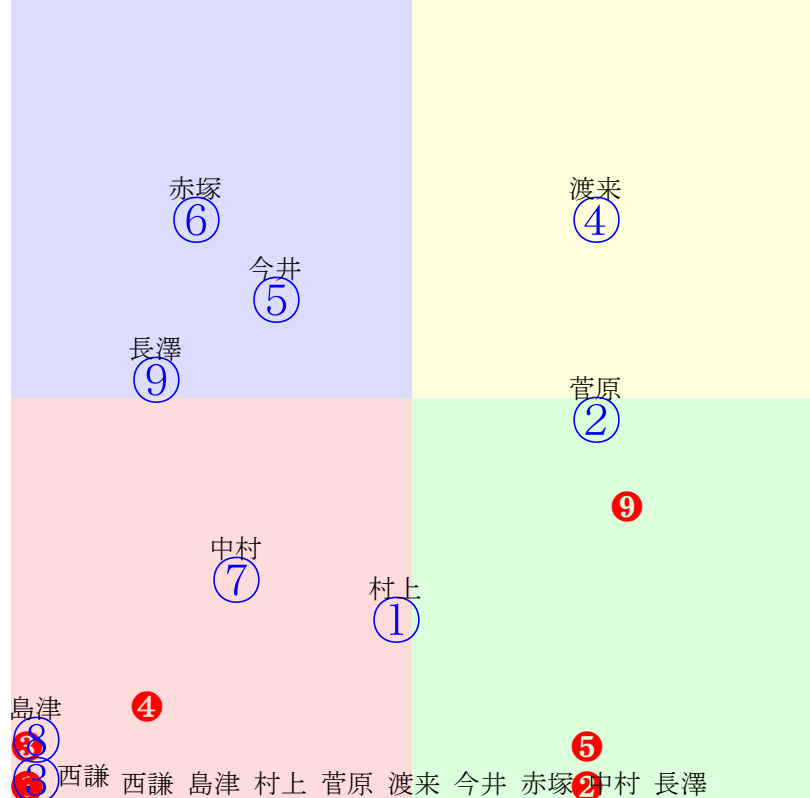 赤塚
⑥
渡来
④
今井
⑤
長澤
⑨
菅原
②
❾
中村
⑦
村上
①
❹
島津
⑧
❺
西謙
西謙 島津 村上 菅原 渡来 今井 赤塚 中村 長澤
❷